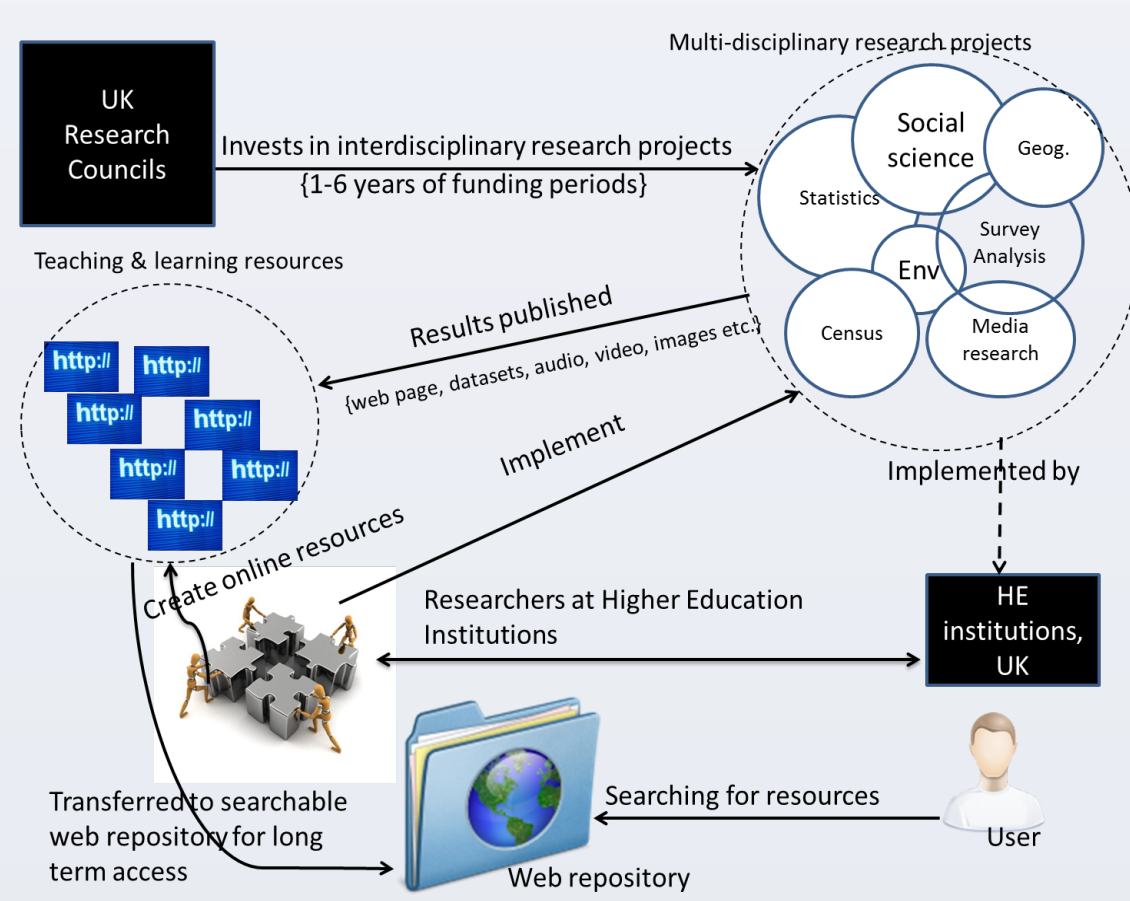 Multi-disciplinary research projects
UK
Research
Councils
Invests in interdisciplinary research projects
{1-6 years of funding periods}
Social
science
Geog.
Statistics
Survey
Analysis
Env
Census
Media
research
Teaching & learning resources
http://
http://
http://
http://
http://
http://
http://
Results published
{web page, datasets, audio, video, images etc.}
Implement
Implemented by
Create online resources
Researchers at Higher Education
Institutions
HE
institutions,
UK
Transferred to searchable
web repository for long
term access
Searching for resources
User
Web repository